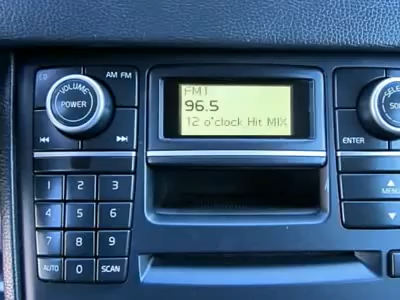 AM FM
VOLUME
POWER
FM1
96.5
12 o'clock Hit MIX
ENTER
MENU
1 2 3
4 5 6
7 8 9
AUTO 0 SCAN